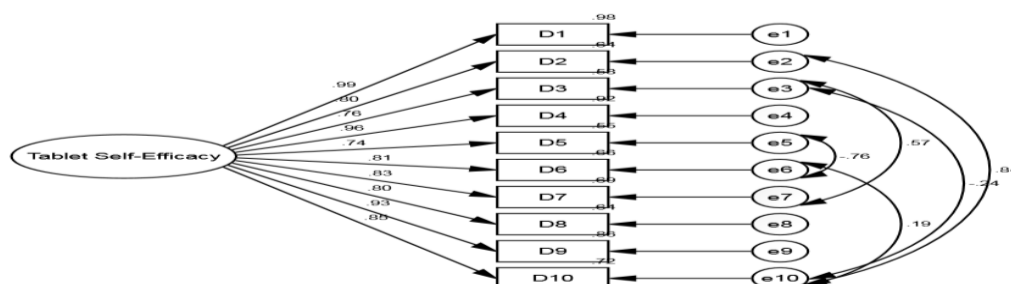 .98
D1
e1
.64
D2
e2
.99
.58
D3
e3
.80
.92
D4
e4
.76
.96
.55
D5
e5
.57
.74
.66
D6
e6
-.76
Tablet Self-Efficacy
.81
.69
D7
e7
-.24
.83
.64
D8
e8
.19
.80
.86
D9
e9
.93
.72
D10
e10
.85